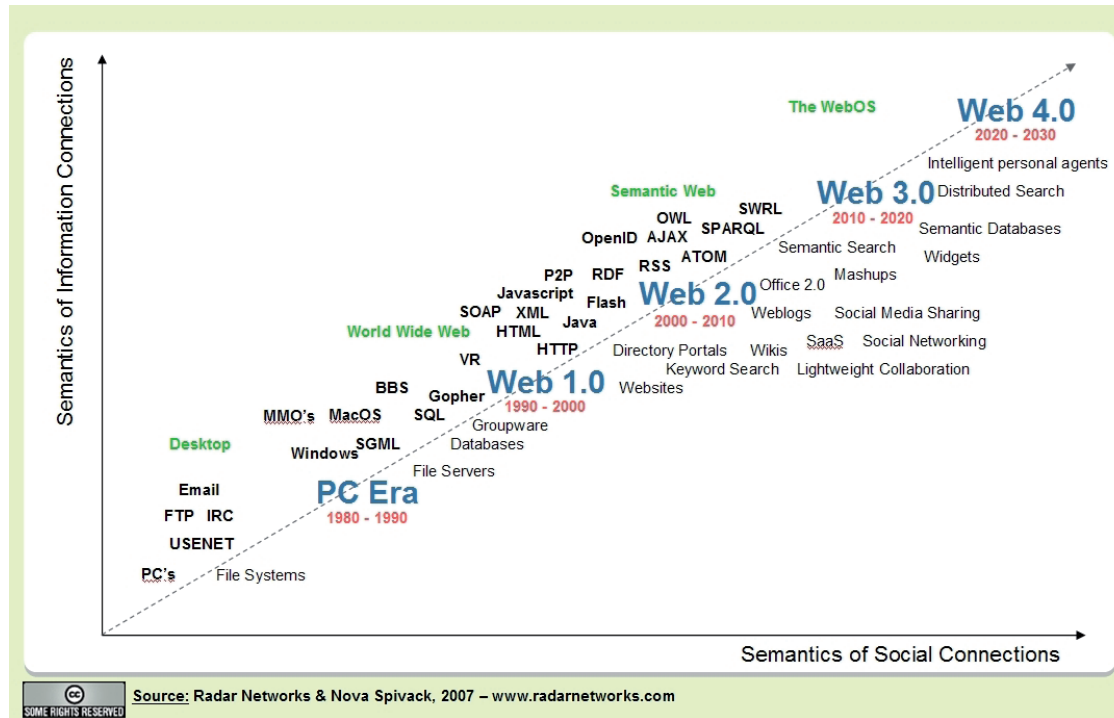 Semantics of Information Connections
The WebOS
Web 4.0
2020 - 2030
Intelligent personal agents
Semantic Web
Web 3.0
2010 - 2020
Distributed Search
SWRL
OWL
SPARQL
Semantic Databases
OpenID
AJAX
Semantic Search
ATOM
Widgets
RSS
P2P
RDF
Mashups
Office 2.0
Javascript
Flash
Web 2.0
2000 - 2010
SOAP
XML
Weblogs
Social Media Sharing
Java
World Wide Web
HTML
SaaS
Social Networking
HTTP
Directory Portals
Wikis
VR
Keyword Search
Lightweight Collaboration
Web 1.0
1990 - 2000
Websites
BBS
Gopher
MMO's
MacOS
SQL
Groupware
Desktop
SGML
Databases
Windows
File Servers
Email
PC Era
1980 - 1990
FTP
IRC
USENET
PC's
File Systems
Semantics of Social Connections
cc
SOME RIGHTS RESERVED
Source: Radar Networks & Nova Spivack, 2007 – www.radarnetworks.com